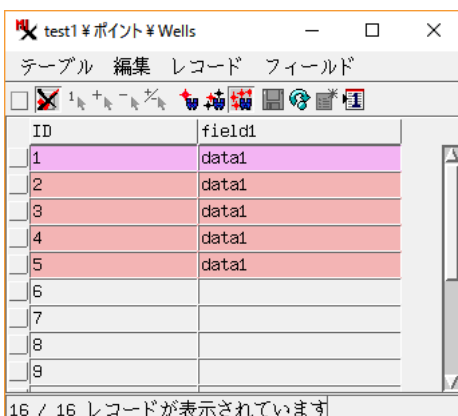 test1￥ポイント￥Wells
テーブル 編集 レコード フィールド
ID field1
1 data1
2 data1
3 data1
4 data1
5 data1
6
7
8
9
16 / 16 レコードが表示されています